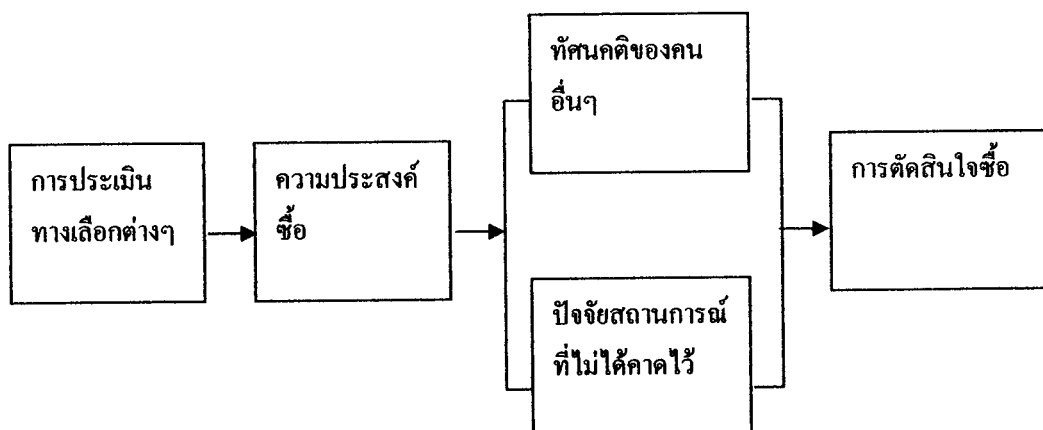 การประเมิน
ทางเลือกต่างๆ
ความประสงค์
ซื้อ
ทัศนคติของคน
อื่นๆ
ปัจจัยสถานการณ์
ที่ไม่ได้คาดไว้
การตัดสินใจซื้อ